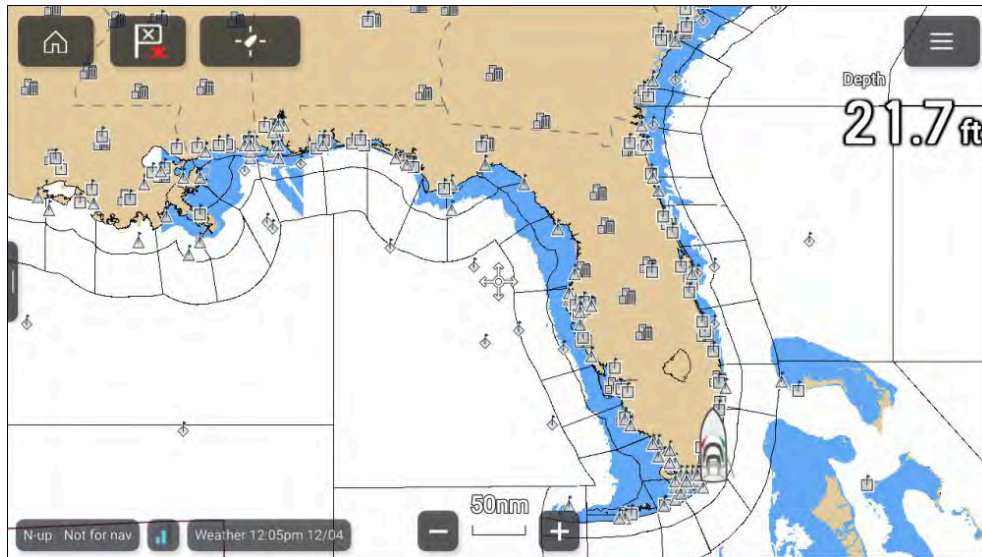 Depth
21.7 ft
50nm
N-up Not for nav
Weather 12:05pm 12/04